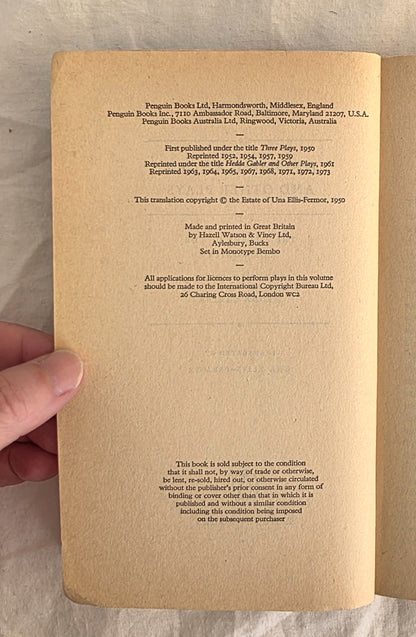 Penguin Books Ltd, Harmondsworth, Middlesex, England
Penguin Books Inc., 7110 Ambassador Road, Baltimore, Maryland 21207, U.S.A.
Penguin Books Australia Ltd, Ringwood, Victoria, Australia
—
First published under the title Three Plays, 1950
Reprinted 1952, 1954, 1957, 1959
Reprinted under the title Hedda Gabler and Other Plays, 1961
Reprinted 1963, 1964, 1965, 1967, 1968, 1971, 1972, 1973
—
This translation copyright © the Estate of Una Ellis-Fermor, 1950
—
Made and printed in Great Britain
by Hazell Watson & Viney Ltd,
Aylesbury, Bucks
Set in Monotype Bembo
—
All applications for licences to perform plays in this volume
should be made to the International Copyright Bureau Ltd,
26 Charing Cross Road, London WC2
This book is sold subject to the condition
that it shall not, by way of trade or otherwise,
be lent, re-sold, hired out, or otherwise circulated
without the publisher's prior consent in any form of
binding or cover other than that in which it is
published and without a similar condition
including this condition being imposed
on the subsequent purchaser